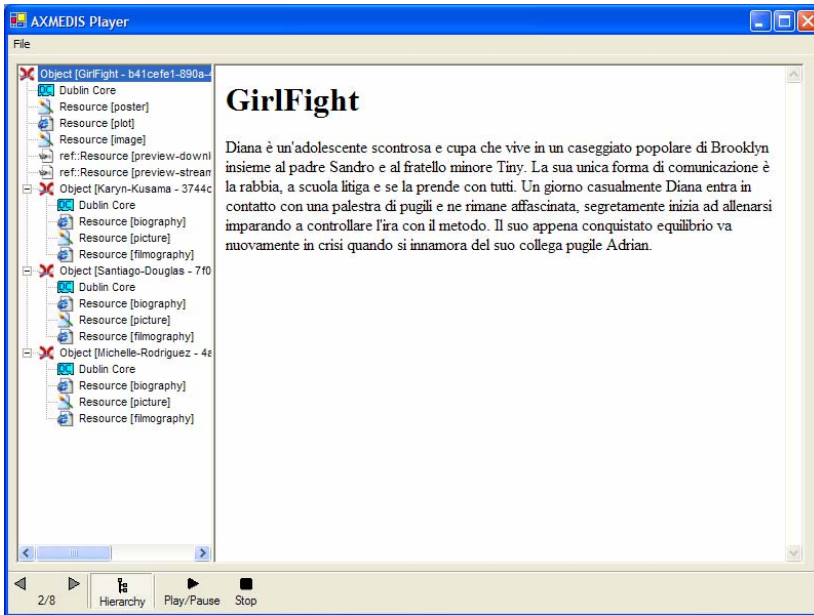 AXMEDIS Player
File
Object [GirlFight - b41cefe1-890a-4
Dublin Core
Resource [poster]
Resource [plot]
Resource [image]
ref::Resource [preview-downl
ref::Resource [preview-stream
Object [Karyn-Kusama - 3744c
Dublin Core
Resource [biography]
Resource [picture]
Resource [filmography]
Object [Santiago-Douglas - 7f0
Dublin Core
Resource [biography]
Resource [picture]
Resource [filmography]
Object [Michelle-Rodriguez - 4a
Dublin Core
Resource [biography]
Resource [picture]
Resource [filmography]
GirlFight
Diana è un'adolescente scontrosa e cupa che vive in un caseggiato popolare di Brooklyn
insieme al padre Sandro e al fratello minore Tiny. La sua unica forma di comunicazione è
la rabbia, a scuola litiga e se la prende con tutti. Un giorno casualmente Diana entra in
contatto con una palestra di pugili e ne rimane affascinata, segretamente inizia ad allenarsi
imparando a controllare l'ira con il metodo. Il suo appena conquistato equilibrio va
nuovamente in crisi quando si innamora del suo collega pugile Adrian.
2/8
Hierarchy
Play/Pause
Stop